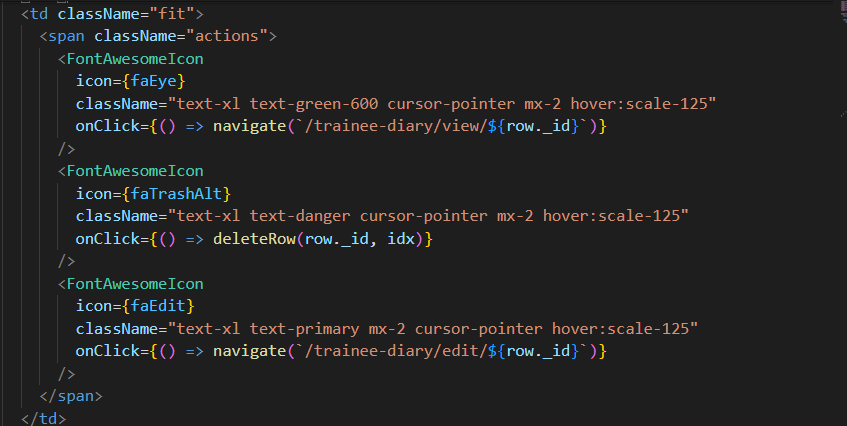 <td className="fit">
<span className="actions">
<FontAwesomeIcon
icon={faEye}
className="text-xl text-green-600 cursor-pointer mx-2 hover:scale-125"
onClick={() => navigate(`/trainee-diary/view/${row._id}`)}
/>
<FontAwesomeIcon
icon={faTrashAlt}
className="text-xl text-danger cursor-pointer mx-2 hover:scale-125"
onClick={() => deleteRow(row._id, idx)}
/>
<FontAwesomeIcon
icon={faEdit}
className="text-xl text-primary mx-2 cursor-pointer hover:scale-125"
onClick={() => navigate(`/trainee-diary/edit/${row._id}`)}
/>
</span>
</td>